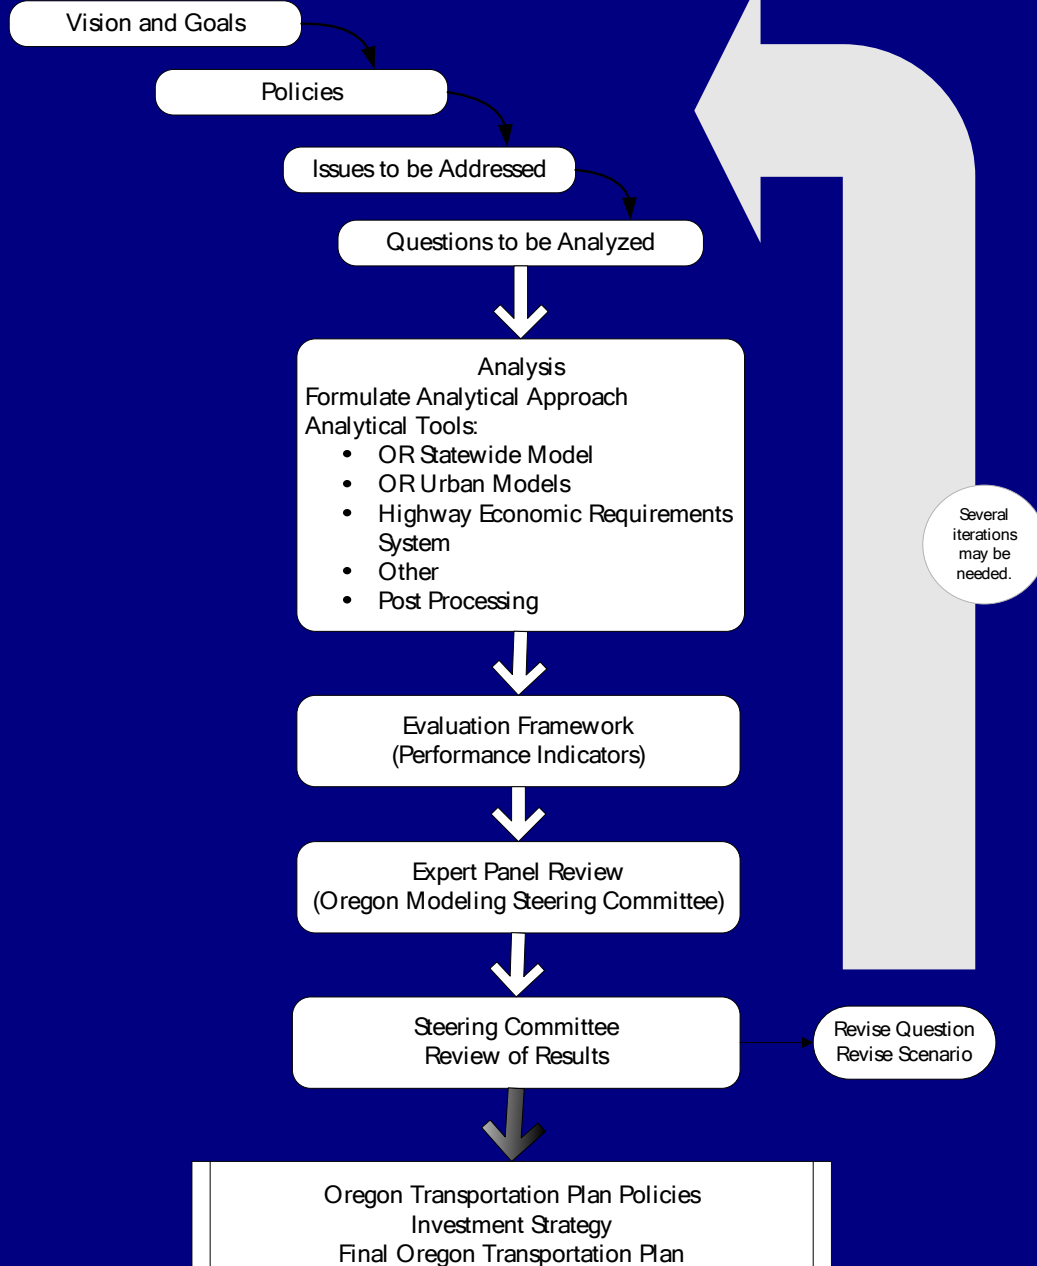 Vision and Goals
Policies
Issues to be Addressed
Questions to be Analyzed
Analysis
Formulate Analytical Approach
Analytical Tools:
• OR Statewide Model
• OR Urban Models
• Highway Economic Requirements
System
• Other
• Post Processing
Several
iterations
may be
needed.
Evaluation Framework
(Performance Indicators)
Expert Panel Review
(Oregon Modeling Steering Committee)
Steering Committee
Review of Results
Revise Question
Revise Scenario
Oregon Transportation Plan Policies
Investment Strategy
Final Oregon Transportation Plan